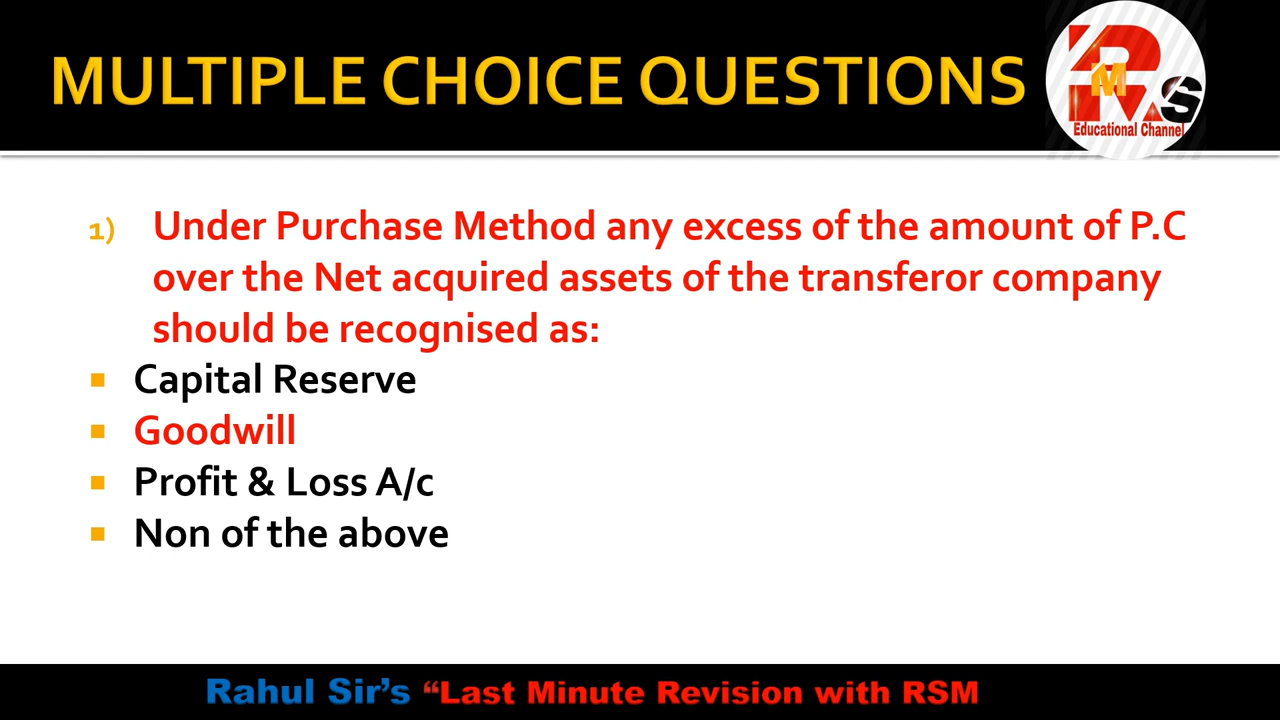 MULTIPLE CHOICE QUESTIONS
RMS
Educational Channel
1) Under Purchase Method any excess of the amount of P.C
over the Net acquired assets of the transferor company
should be recognised as:
Capital Reserve
Goodwill
Profit & Loss A/c
Non of the above
Rahul Sir's “Last Minute Revision with RSM